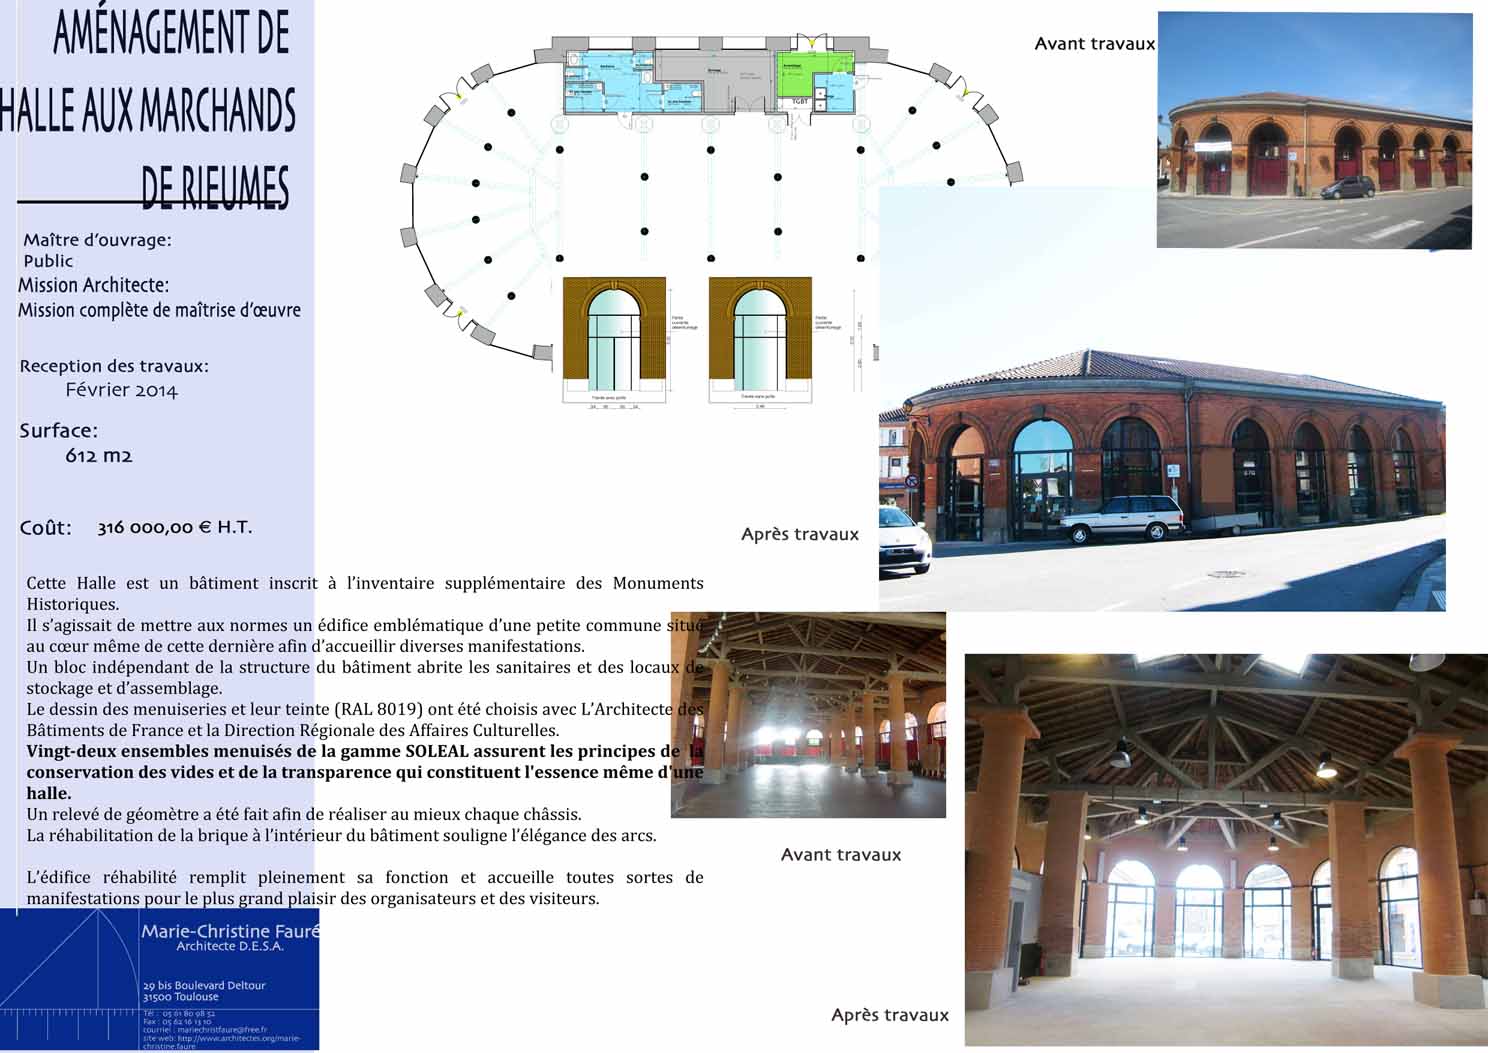 AMÉNAGEMENT DE
HALLE AUX MARCHANDS
DE RIEUMES
Maître d’ouvrage:
Public
Mission Architecte:
Mission complète de maîtrise d’œuvre
Reception des travaux:
Février 2014
Surface:
612 m2
Coût: 316 000,00 € H.T.
Cette Halle est un bâtiment inscrit à l’inventaire supplémentaire des Monuments
Historiques.
Il s’agissait de mettre aux normes un édifice emblématique d’une petite commune situé
au cœur même de cette dernière afin d’accueillir diverses manifestations.
Un bloc indépendant de la structure du bâtiment abrite les sanitaires et des locaux de
stockage et d’assemblage.
Le dessin des menuiseries et leur teinte (RAL 8019) ont été choisis avec L’Architecte des
Bâtiments de France et la Direction Régionale des Affaires Culturelles.
Vingt-deux ensembles menuisés de la gamme SOLEAL assurent les principes de la
conservation des vides et de la transparence qui constituent l'essence même d'une
halle.
Un relevé de géomètre a été fait afin de réaliser au mieux chaque châssis.
La réhabilitation de la brique à l’intérieur du bâtiment souligne l’élégance des arcs.
L’édifice réhabilité remplit pleinement sa fonction et accueille toutes sortes de
manifestations pour le plus grand plaisir des organisateurs et des visiteurs.
Marie-Christine Fauré
Architecte D.E.S.A.
29 bis Boulevard Deltour
31500 Toulouse
Tél : 05 61 80 98 52
Fax : 05 62 16 13 10
courriel : mariechristfaure@free.fr
site web: http://www.architectes.org/marie-
christine.faure
TGBT
Avant travaux
Après travaux
Avant travaux
Après travaux